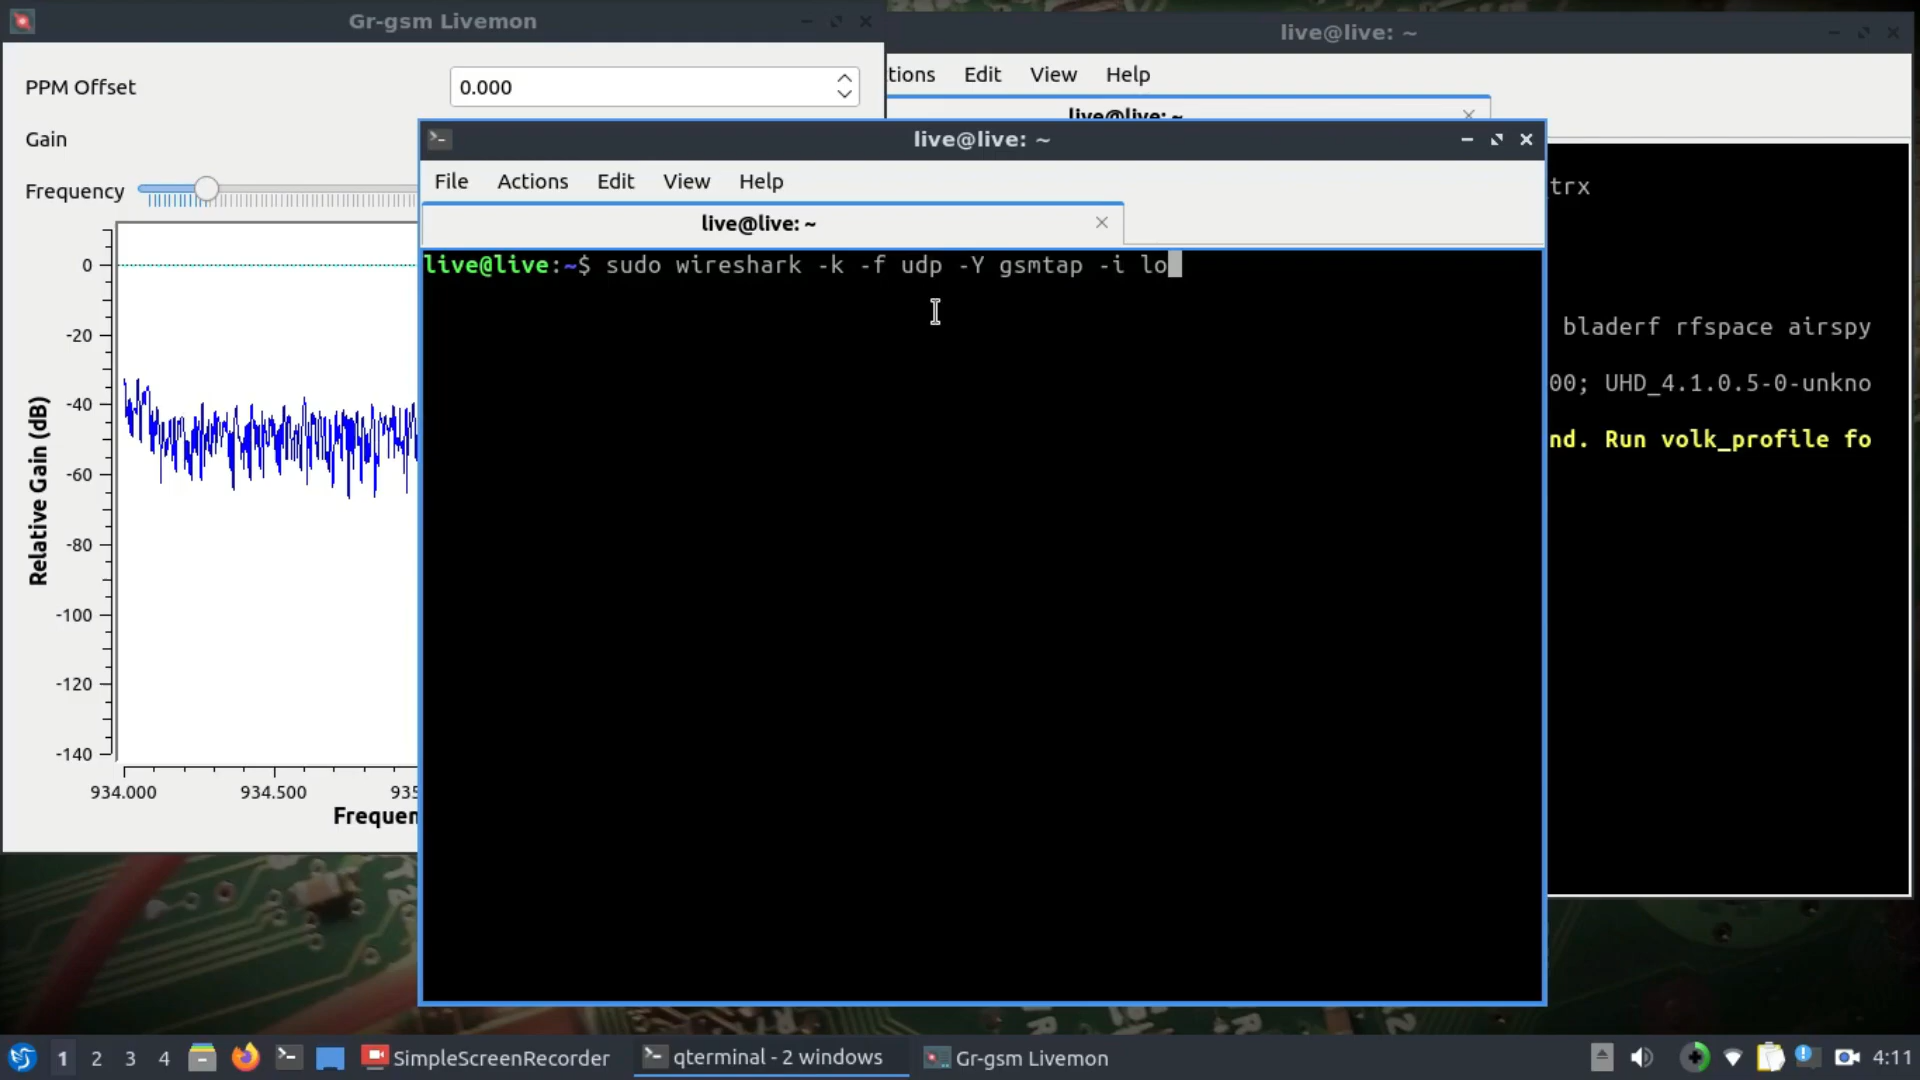 Gr-gsm Livemon
live@live: ~
PPM Offset
0.000
tions Edit View Help
live@live: ~
Gain
live@live: ~
Frequency
File Actions Edit View Help
live@live: ~
trx
live@live:~$ sudo wireshark -k -f udp -Y gsmtap -i lo
bladerf rfspace airspy
00; UHD_4.1.0.5-0-unkno
nd. Run volk_profile fo
Relative Gain (dB)
0
-20
-40
-60
-80
-100
-120
-140
934.000 934.500 935
Frequen
1 2 3 4 SimpleScreenRecorder qterminal - 2 windows Gr-gsm Livemon 4:11